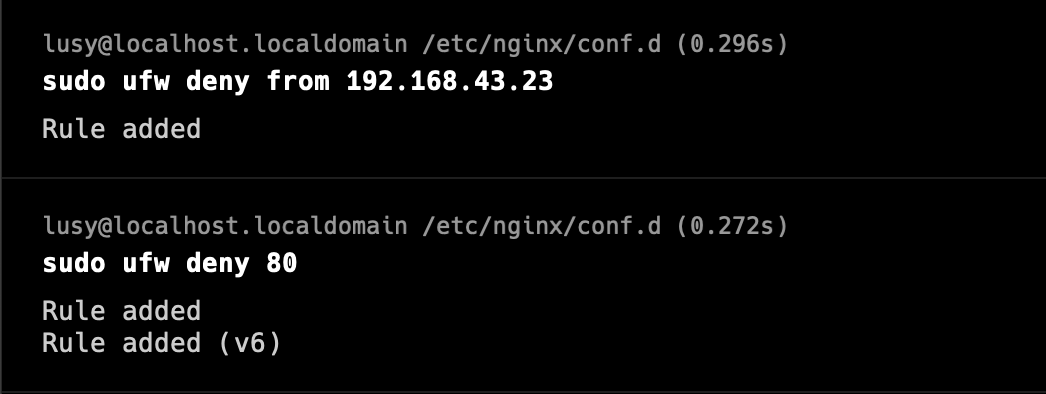 lusy@localhost.localdomain /etc/nginx/conf.d (0.296s)
sudo ufw deny from 192.168.43.23
Rule added
lusy@localhost.localdomain /etc/nginx/conf.d (0.272s)
sudo ufw deny 80
Rule added
Rule added (v6)